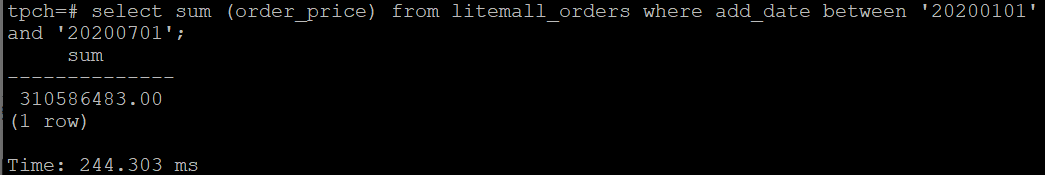 tpch=# select sum (order_price) from litemall_orders where add_date between '20200101'
and '20200701';
     sum
--------------
 310586483.00
(1 row)

Time: 244.303 ms